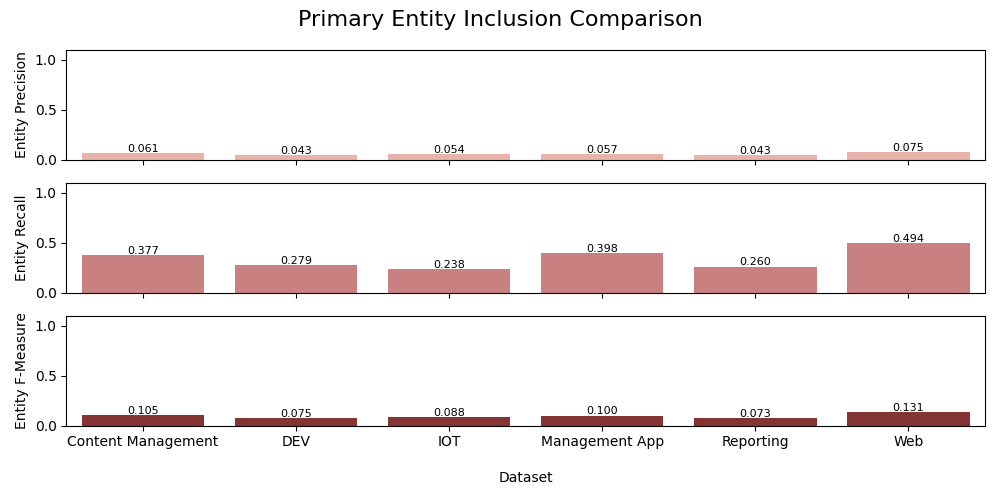 Primary Entity Inclusion Comparison
Entity Precision
1.0
0.5
0.0
0.061 0.043 0.054 0.057 0.043 0.075
Entity Recall
1.0
0.5
0.0
0.377 0.279 0.238 0.398 0.260 0.494
Entity F-Measure
1.0
0.5
0.0
0.105 0.075 0.088 0.100 0.073 0.131
Content Management DEV IOT Management App Reporting Web
Dataset